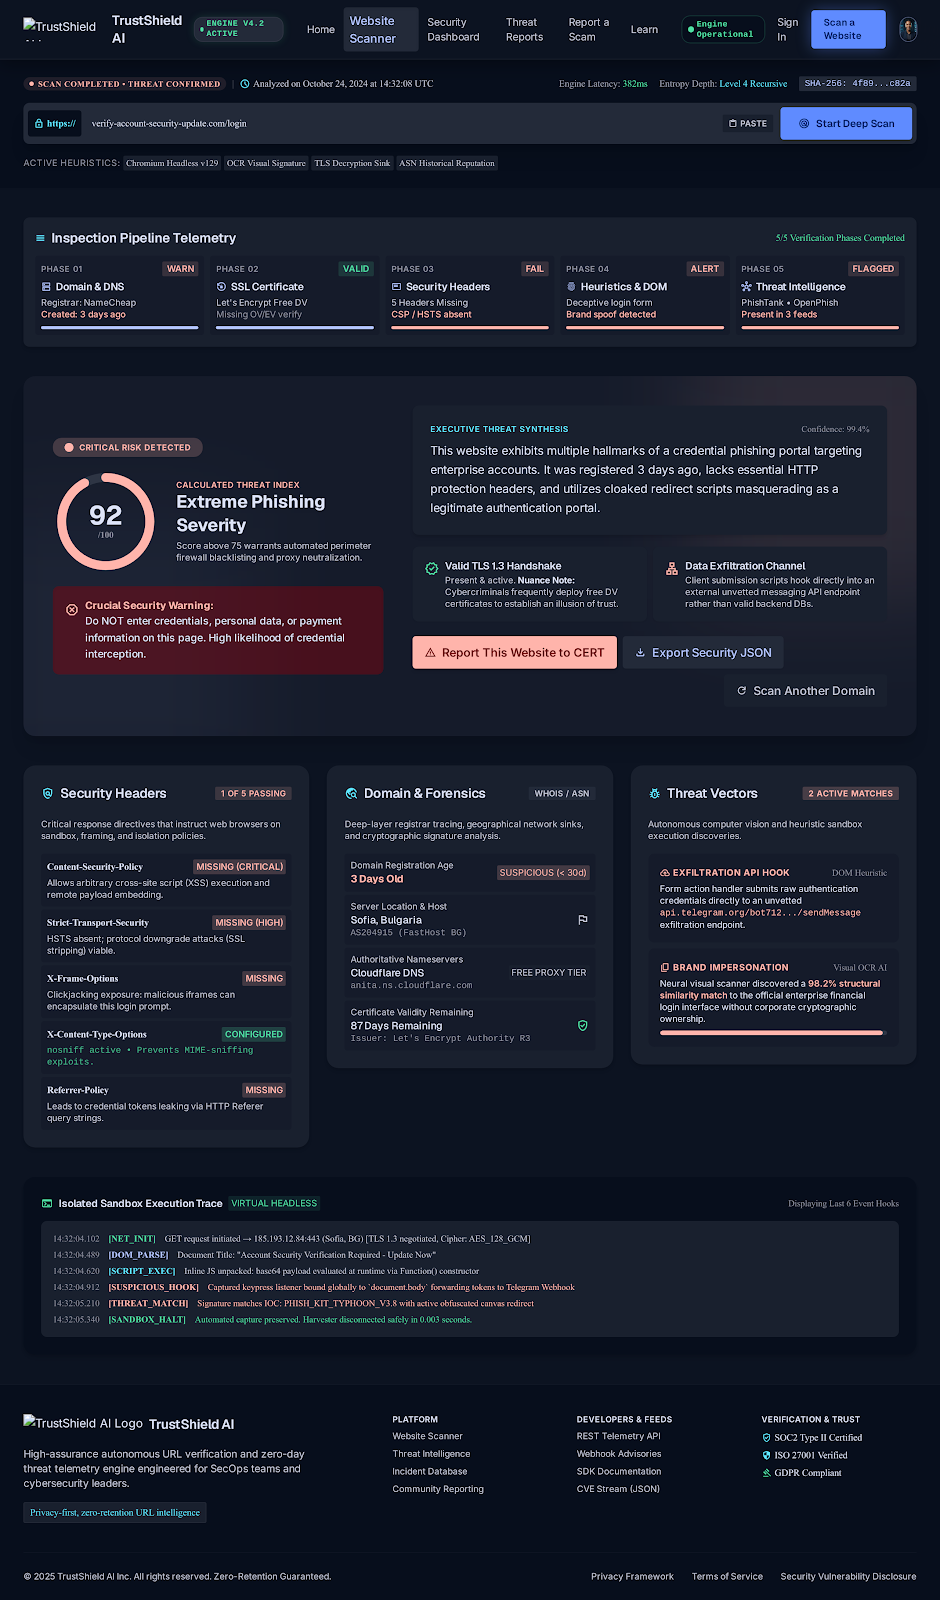 TrustShield
TrustShield AI
ENGINE V4.2 ACTIVE
Home
Website Scanner
Security Dashboard
Threat Reports
Report a Scam
Learn
Engine Operational
Sign In
Scan a Website
SCAN COMPLETED • THREAT CONFIRMED
Analyzed on October 24, 2024 at 14:32:08 UTC
Engine Latency: 382ms
Entropy Depth: Level 4 Recursive
SHA-256: 4f89...c82a
https://
verify-account-security-update.com/login
PASTE
Start Deep Scan
ACTIVE HEURISTICS:
Chromium Headless v129
OCR Visual Signature
TLS Decryption Sink
ASN Historical Reputation
Inspection Pipeline Telemetry
5/5 Verification Phases Completed
PHASE 01
WARN
Domain & DNS
Registrar: NameCheap
Created: 3 days ago
PHASE 02
VALID
SSL Certificate
Let's Encrypt Free DV
Missing OV/EV verify
PHASE 03
FAIL
Security Headers
5 Headers Missing
CSP / HSTS absent
PHASE 04
ALERT
Heuristics & DOM
Deceptive login form
Brand spoof detected
PHASE 05
FLAGGED
Threat Intelligence
PhishTank • OpenPhish
Present in 3 feeds
CRITICAL RISK DETECTED
92
/100
CALCULATED THREAT INDEX
Extreme Phishing
Severity
Score above 75 warrants automated perimeter
firewall blacklisting and proxy neutralization.
Crucial Security Warning:
Do NOT enter credentials, personal data, or payment
information on this page. High likelihood of credential
interception.
EXECUTIVE THREAT SYNTHESIS
Confidence: 99.4%
This website exhibits multiple hallmarks of a credential phishing portal targeting
enterprise accounts. It was registered 3 days ago, lacks essential HTTP
protection headers, and utilizes cloaked redirect scripts masquerading as a
legitimate authentication portal.
Valid TLS 1.3 Handshake
Present & active. Nuance Note:
Cybercriminals frequently deploy free DV
certificates to establish an illusion of trust.
Data Exfiltration Channel
Client submission scripts hook directly into an
external unvetted messaging API endpoint
rather than valid backend DBs.
Report This Website to CERT
Export Security JSON
Scan Another Domain
Security Headers
1 OF 5 PASSING
Critical response directives that instruct web browsers on
sandbox, framing, and isolation policies.
Content-Security-Policy
MISSING (CRITICAL)
Allows arbitrary cross-site script (XSS) execution and
remote payload embedding.
Strict-Transport-Security
MISSING (HIGH)
HSTS absent; protocol downgrade attacks (SSL
stripping) viable.
X-Frame-Options
MISSING
Clickjacking exposure: malicious iframes can
encapsulate this login prompt.
X-Content-Type-Options
CONFIGURED
nosniff active • Prevents MIME-sniffing
exploits.
Referrer-Policy
MISSING
Leads to credential tokens leaking via HTTP Referer
query strings.
Domain & Forensics
WHOIS / ASN
Deep-layer registrar tracing, geographical network sinks,
and cryptographic signature analysis.
Domain Registration Age
3 Days Old
SUSPICIOUS (< 30d)
Server Location & Host
Sofia, Bulgaria
AS204915 (FastHost BG)
Authoritative Nameservers
Cloudflare DNS
FREE PROXY TIER
anita.ns.cloudflare.com
Certificate Validity Remaining
87 Days Remaining
Issuer: Let's Encrypt Authority R3
Threat Vectors
2 ACTIVE MATCHES
Autonomous computer vision and heuristic sandbox
execution discoveries.
EXFILTRATION API HOOK
DOM Heuristic
Form action handler submits raw authentication
credentials directly to an unvetted
api.telegram.org/bot712.../sendMessage
exfiltration endpoint.
BRAND IMPERSONATION
Visual OCR AI
Neural visual scanner discovered a 98.2% structural
similarity match to the official enterprise financial
login interface without corporate cryptographic
ownership.
Isolated Sandbox Execution Trace
VIRTUAL HEADLESS
Displaying Last 6 Event Hooks
14:32:04.102 [NET_INIT] GET request initiated → 185.193.12.84:443 (Sofia, BG) [TLS 1.3 negotiated, Cipher: AES_128_GCM]
14:32:04.489 [DOM_PARSE] Document Title: "Account Security Verification Required - Update Now"
14:32:04.620 [SCRIPT_EXEC] Inline JS unpacked: base64 payload evaluated at runtime via Function() constructor
14:32:04.912 [SUSPICIOUS_HOOK] Captured keypress listener bound globally to `document.body` forwarding tokens to Telegram Webhook
14:32:05.210 [THREAT_MATCH] Signature matches IOC: PHISH_KIT_TYPHOON_V3.8 with active obfuscated canvas redirect
14:32:05.340 [SANDBOX_HALT] Automated capture preserved. Harvester disconnected safely in 0.003 seconds.
TrustShield AI Logo
TrustShield AI
High-assurance autonomous URL verification and zero-day
threat telemetry engine engineered for SecOps teams and
cybersecurity leaders.
Privacy-first, zero-retention URL intelligence
PLATFORM
Website Scanner
Threat Intelligence
Incident Database
Community Reporting
DEVELOPERS & FEEDS
REST Telemetry API
Webhook Advisories
SDK Documentation
CVE Stream (JSON)
VERIFICATION & TRUST
SOC2 Type II Certified
ISO 27001 Verified
GDPR Compliant
© 2025 TrustShield AI Inc. All rights reserved. Zero-Retention Guaranteed.
Privacy Framework
Terms of Service
Security Vulnerability Disclosure